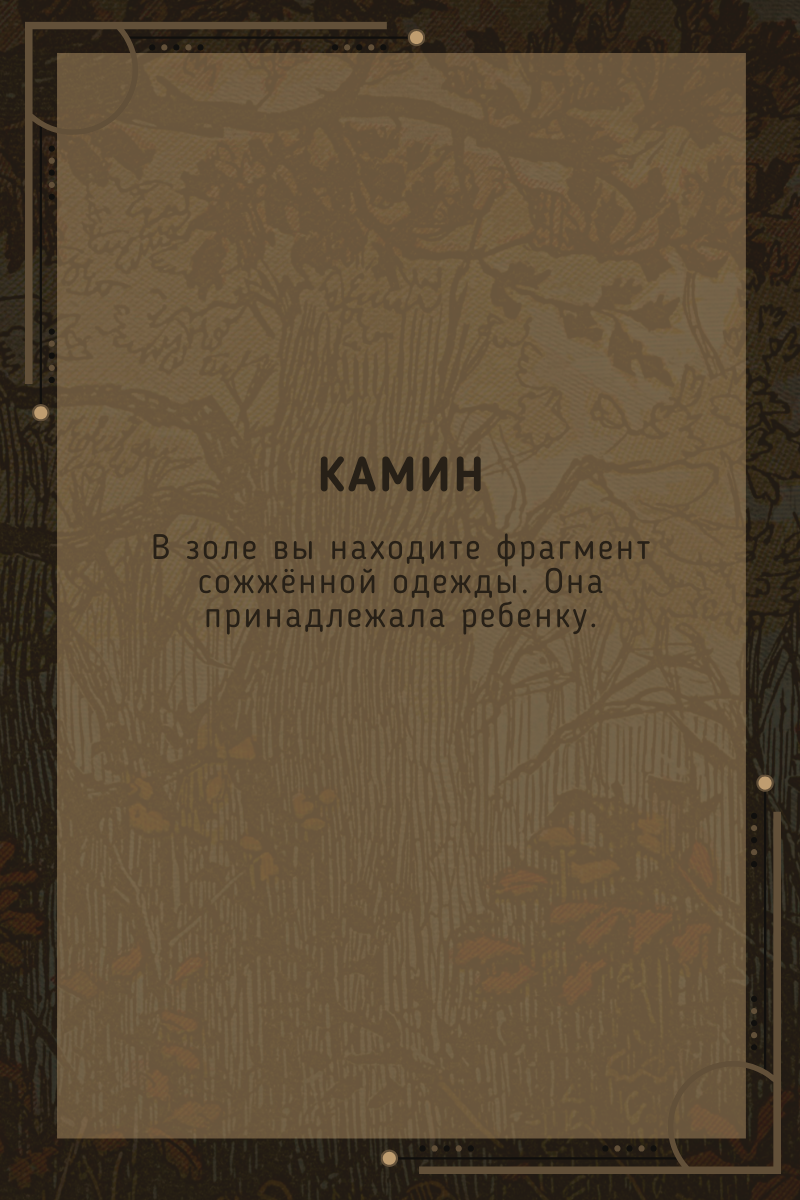 КАМИН
В золе вы находите фрагмент
сожжённой одежды. Она
принадлежала ребенку.